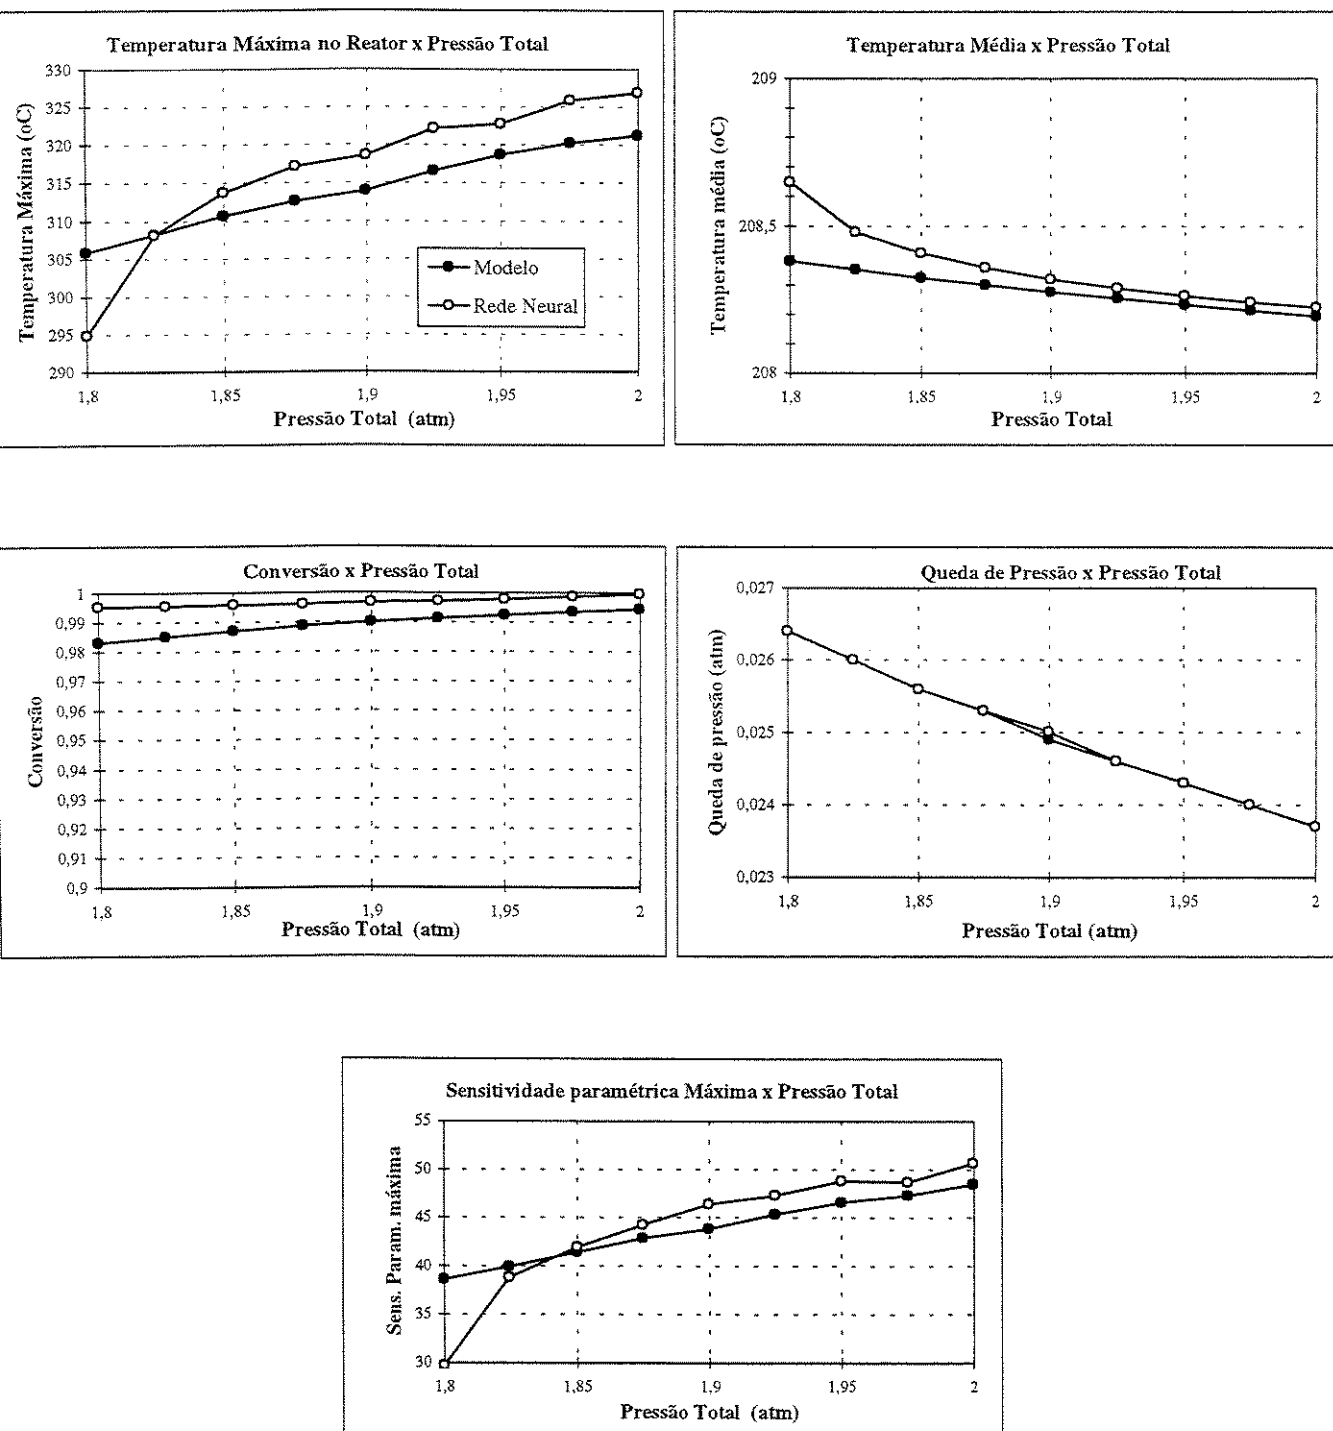 Temperatura Máxima no Reator x Pressão Total
330
325
320
315
310
305
300
295
290
Temperatura Máxima (oC)
Modelo
Rede Neural
1,8 1,85 1,9 1,95 2
Pressão Total (atm)
Temperatura Média x Pressão Total
209
208,5
208
Temperatura média (oC)
1,8 1,85 1,9 1,95 2
Pressão Total
Conversão x Pressão Total
1
0,99
0,98
0,97
0,96
0,95
0,94
0,93
0,92
0,91
0,9
Conversão
1,8 1,85 1,9 1,95 2
Pressão Total (atm)
Queda de Pressão x Pressão Total
0,027
0,026
0,025
0,024
0,023
Queda de pressão (atm)
1,8 1,85 1,9 1,95 2
Pressão Total (atm)
Sensitividade paramétrica Máxima x Pressão Total
55
50
45
40
35
30
Sens. Param. máxima
1,8 1,85 1,9 1,95 2
Pressão Total (atm)